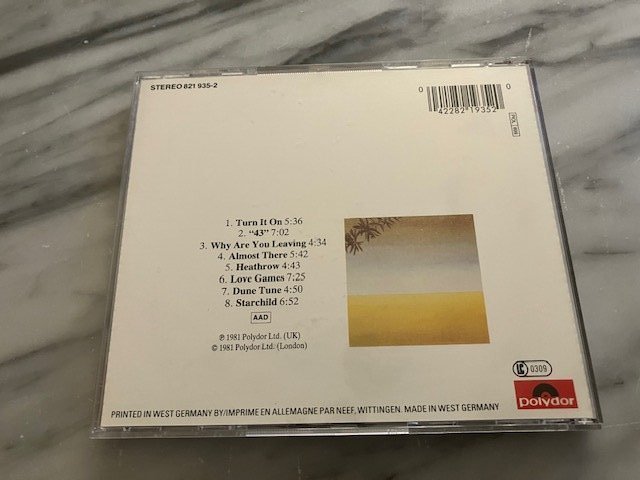 STEREO 821 935-2
0 42282 19352 0
POL 898
1. Turn It On 5:36
2. “43” 7:02
3. Why Are You Leaving 4:34
4. Almost There 5:42
5. Heathrow 4:43
6. Love Games 7:25
7. Dune Tune 4:50
8. Starchild 6:52
AAD
℗ 1981 Polydor Ltd. (UK)
© 1981 Polydor Ltd. (London)
LC 0309
polydor
PRINTED IN WEST GERMANY BY/IMPRIME EN ALLEMAGNE PAR NEEF, WITTINGEN. MADE IN WEST GERMANY